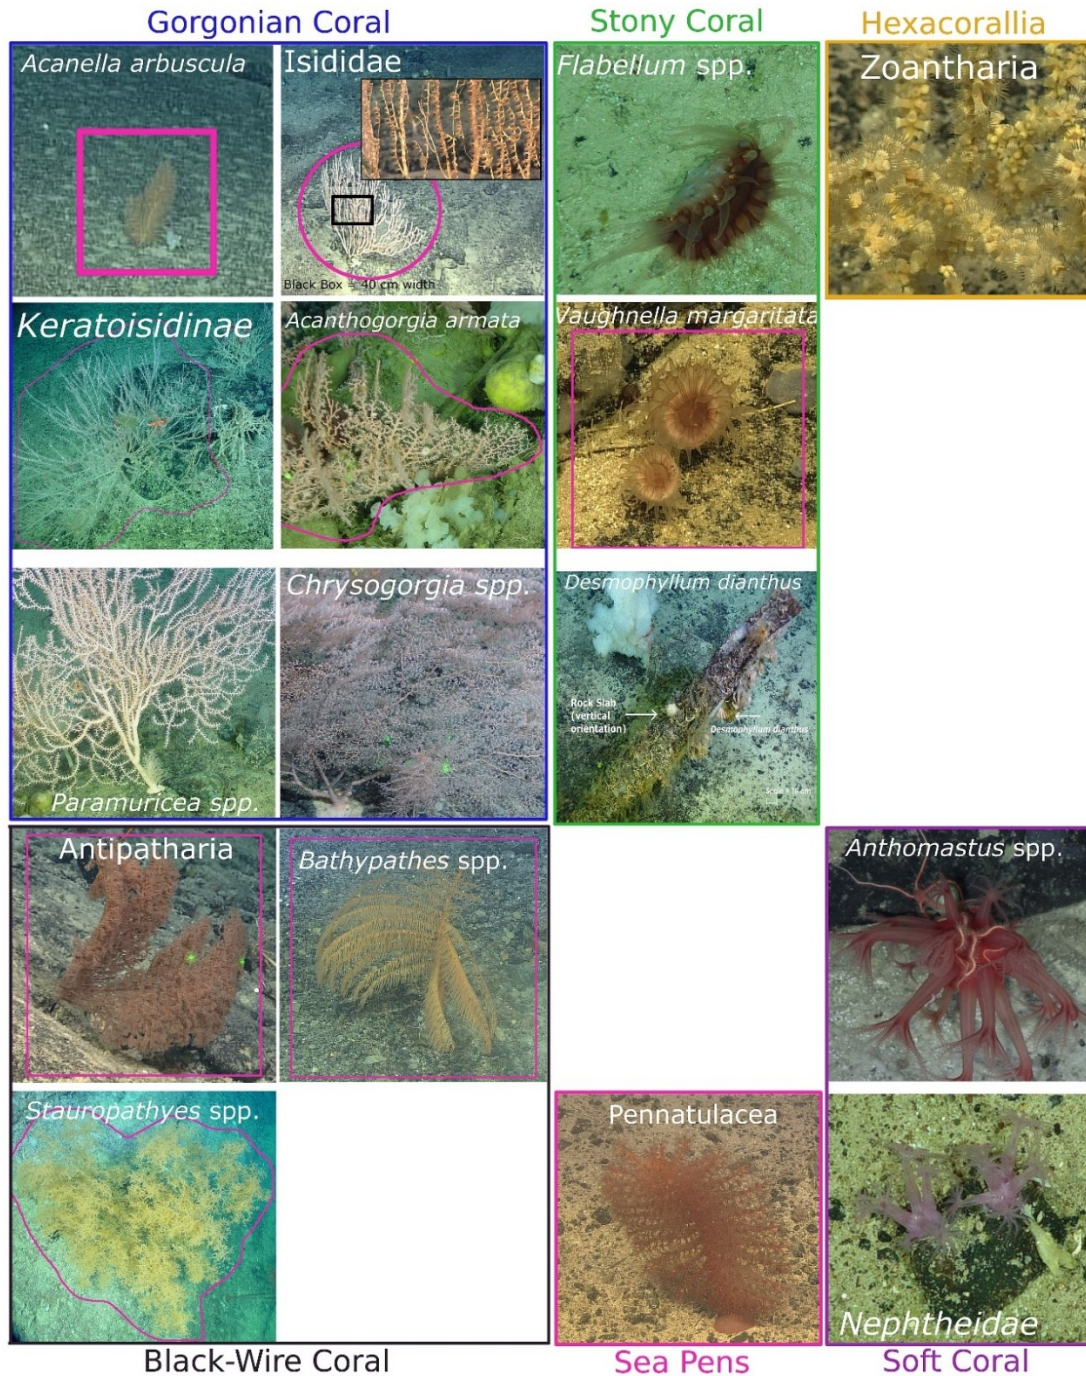 Gorgonian Coral
Stony Coral
Hexacorallia
Acanella arbuscula
Isididae
Black Box = 40 cm width
Flabellum spp.
Zoantharia
Keratoisidinae
Acanthogorgia armata
Vaughnella margaritata
Paramuricea spp.
Chrysogorgia spp.
Desmophyllum dianthus
Rock Slab
(vertical
orientation)
Desmophyllum dianthus
Antipatharia
Bathypathes spp.
Anthomastus spp.
Stauropathyes spp.
Pennatulacea
Nephtheidae
Black-Wire Coral
Sea Pens
Soft Coral